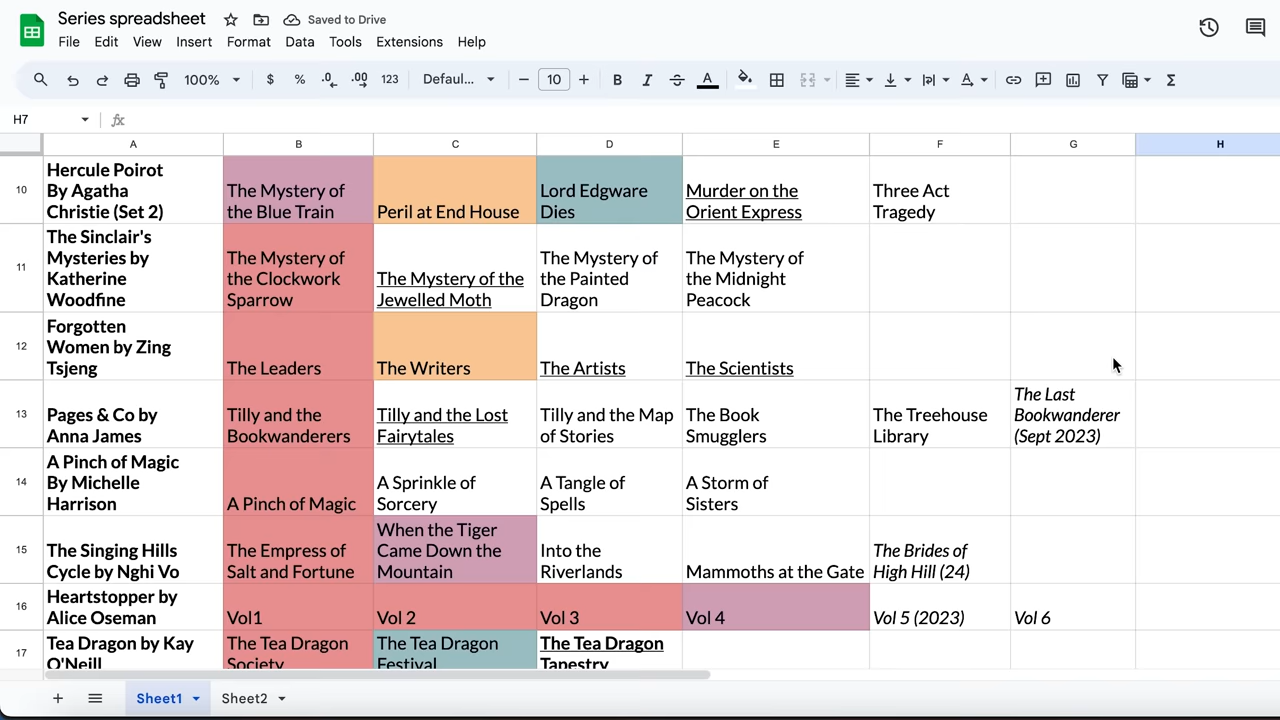 Series spreadsheet
Saved to Drive
File Edit View Insert Format Data Tools Extensions Help
100% $ % .0 .00 123 Defaul... 10 B I S A Σ
H7 fx
A B C D E F G H
10
Hercule Poirot
By Agatha
Christie (Set 2)
The Mystery of
the Blue Train
Peril at End House
Lord Edgware
Dies
Murder on the
Orient Express
Three Act
Tragedy
11
The Sinclair's
Mysteries by
Katherine
Woodfine
The Mystery of
the Clockwork
Sparrow
The Mystery of the
Jewelled Moth
The Mystery of
the Painted
Dragon
The Mystery of
the Midnight
Peacock
12
Forgotten
Women by Zing
Tsjeng
The Leaders
The Writers
The Artists
The Scientists
13
Pages & Co by
Anna James
Tilly and the
Bookwanderers
Tilly and the Lost
Fairytales
Tilly and the Map
of Stories
The Book
Smugglers
The Treehouse
Library
The Last
Bookwanderer
(Sept 2023)
14
A Pinch of Magic
By Michelle
Harrison
A Pinch of Magic
A Sprinkle of
Sorcery
A Tangle of
Spells
A Storm of
Sisters
15
The Singing Hills
Cycle by Nghi Vo
The Empress of
Salt and Fortune
When the Tiger
Came Down the
Mountain
Into the
Riverlands
Mammoths at the Gate
The Brides of
High Hill (24)
16
Heartstopper by
Alice Oseman
Vol1
Vol 2
Vol 3
Vol 4
Vol 5 (2023)
Vol 6
17
Tea Dragon by Kay
O'Neill
The Tea Dragon
Society
The Tea Dragon
Festival
The Tea Dragon
Tapestry
Sheet1 Sheet2